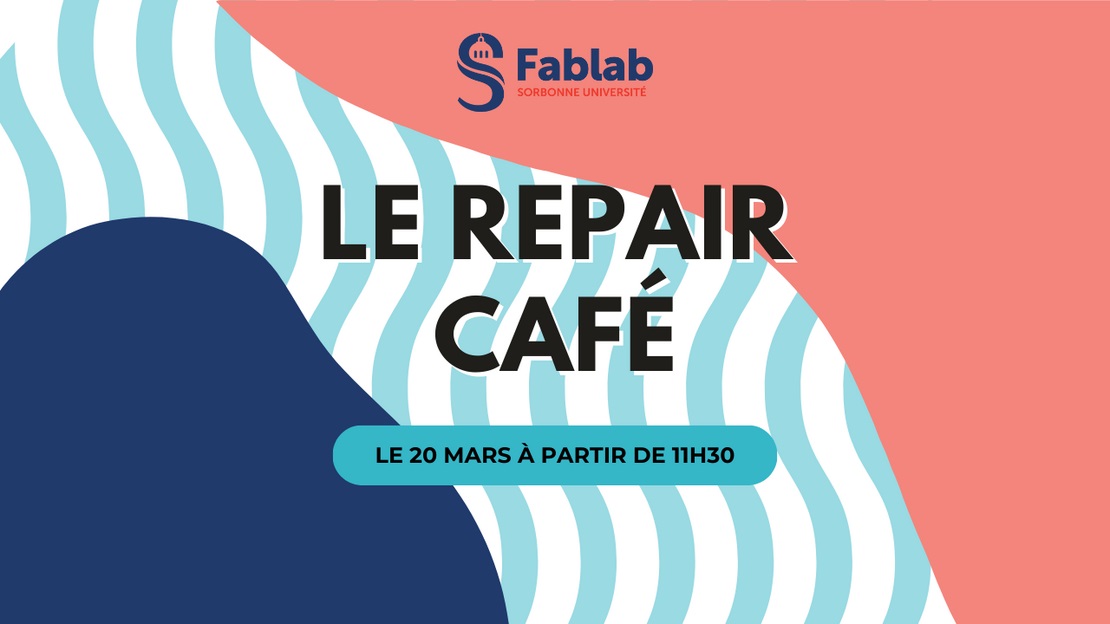 Fablab
SORBONNE UNIVERSITÉ
LE REPAIR
CAFÉ
LE 20 MARS À PARTIR DE 11H30